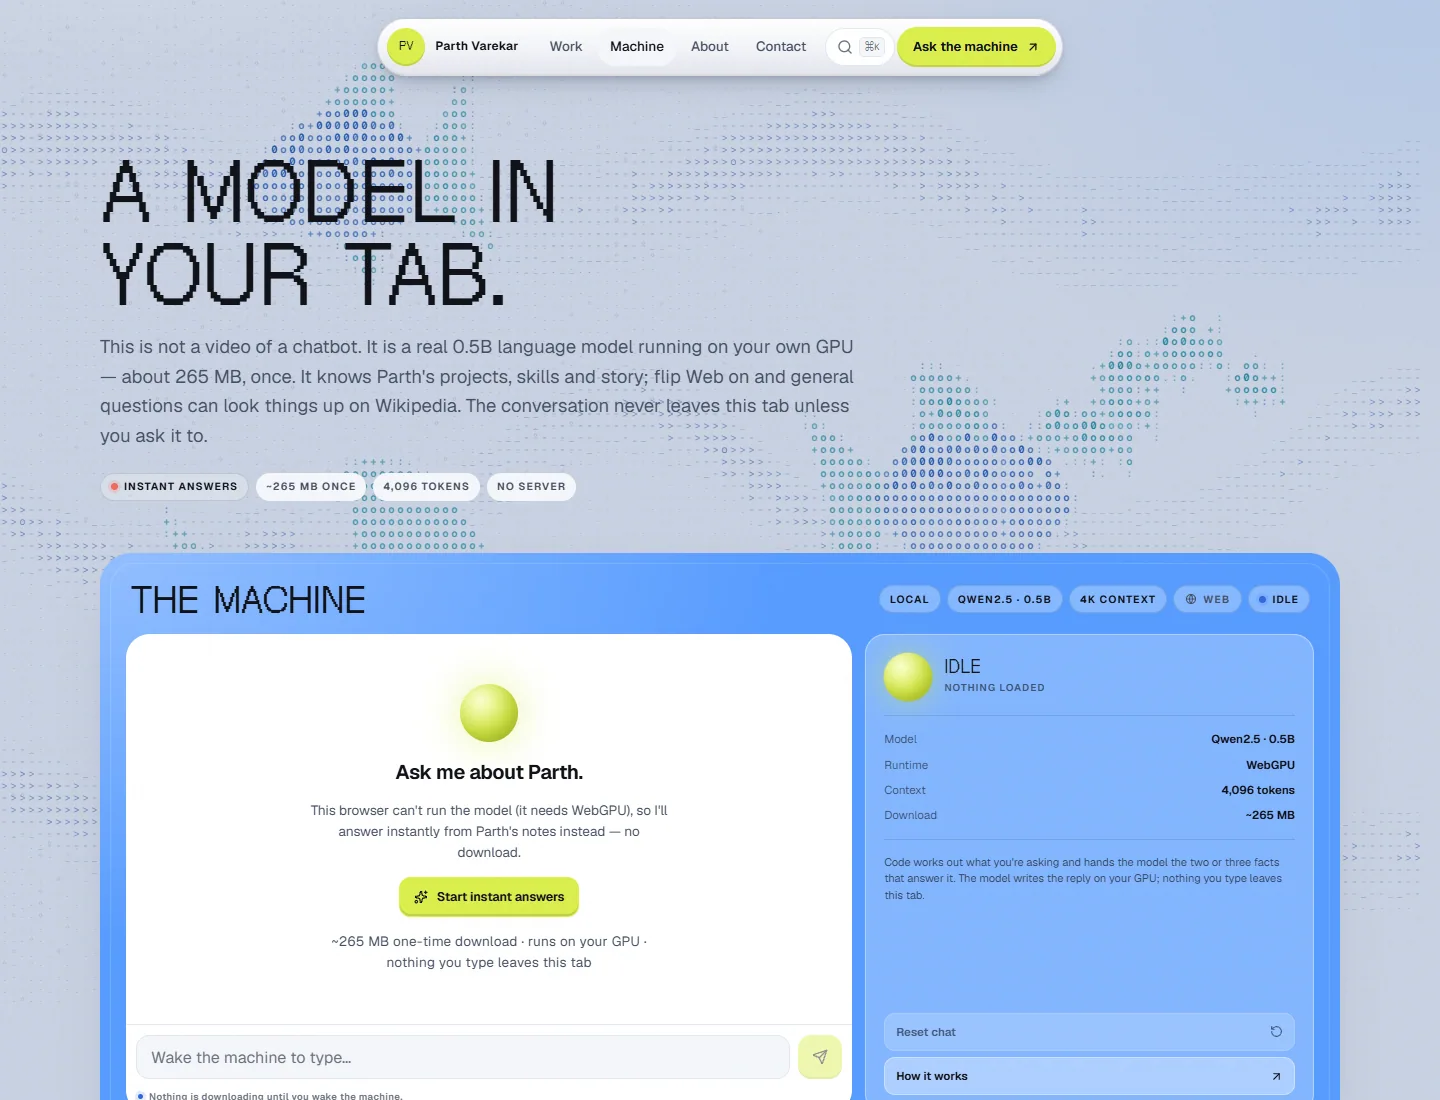 PV
Parth Varekar
Work
Machine
About
Contact
⌘K
Ask the machine
A MODEL IN
YOUR TAB.
This is not a video of a chatbot. It is a real 0.5B language model running on your own GPU
— about 265 MB, once. It knows Parth's projects, skills and story; flip Web on and general
questions can look things up on Wikipedia. The conversation never leaves this tab unless
you ask it to.
INSTANT ANSWERS
~265 MB ONCE
4,096 TOKENS
NO SERVER
THE MACHINE
LOCAL
QWEN2.5 · 0.5B
4K CONTEXT
WEB
IDLE
Ask me about Parth.
This browser can't run the model (it needs WebGPU), so I'll
answer instantly from Parth's notes instead — no
download.
Start instant answers
~265 MB one-time download · runs on your GPU ·
nothing you type leaves this tab
Wake the machine to type...
Nothing is downloading until you wake the machine.
IDLE
NOTHING LOADED
Model
Qwen2.5 · 0.5B
Runtime
WebGPU
Context
4,096 tokens
Download
~265 MB
Code works out what you're asking and hands the model the two or three facts
that answer it. The model writes the reply on your GPU; nothing you type leaves
this tab.
Reset chat
How it works